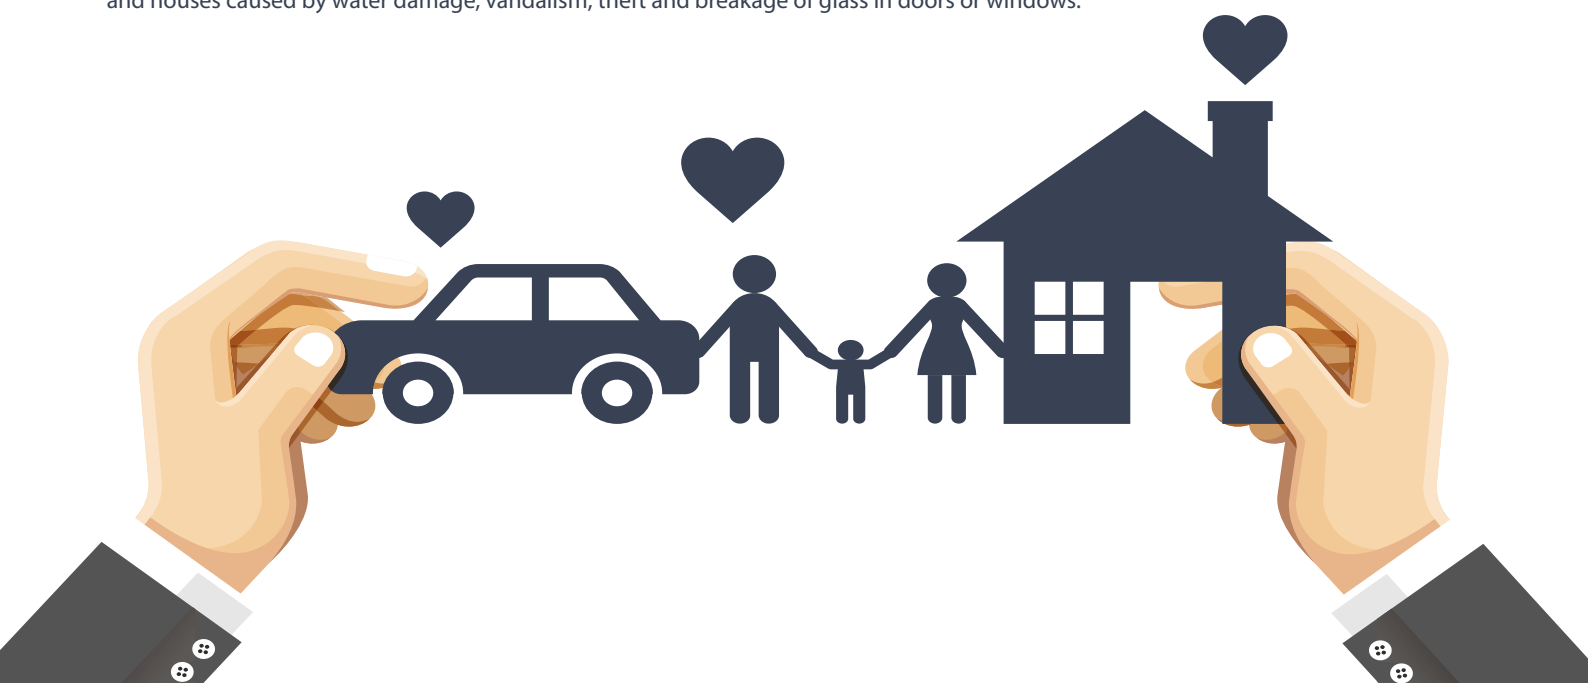 and houses caused by water damage, vandalism, theft and breakage of glass in doors or windows.